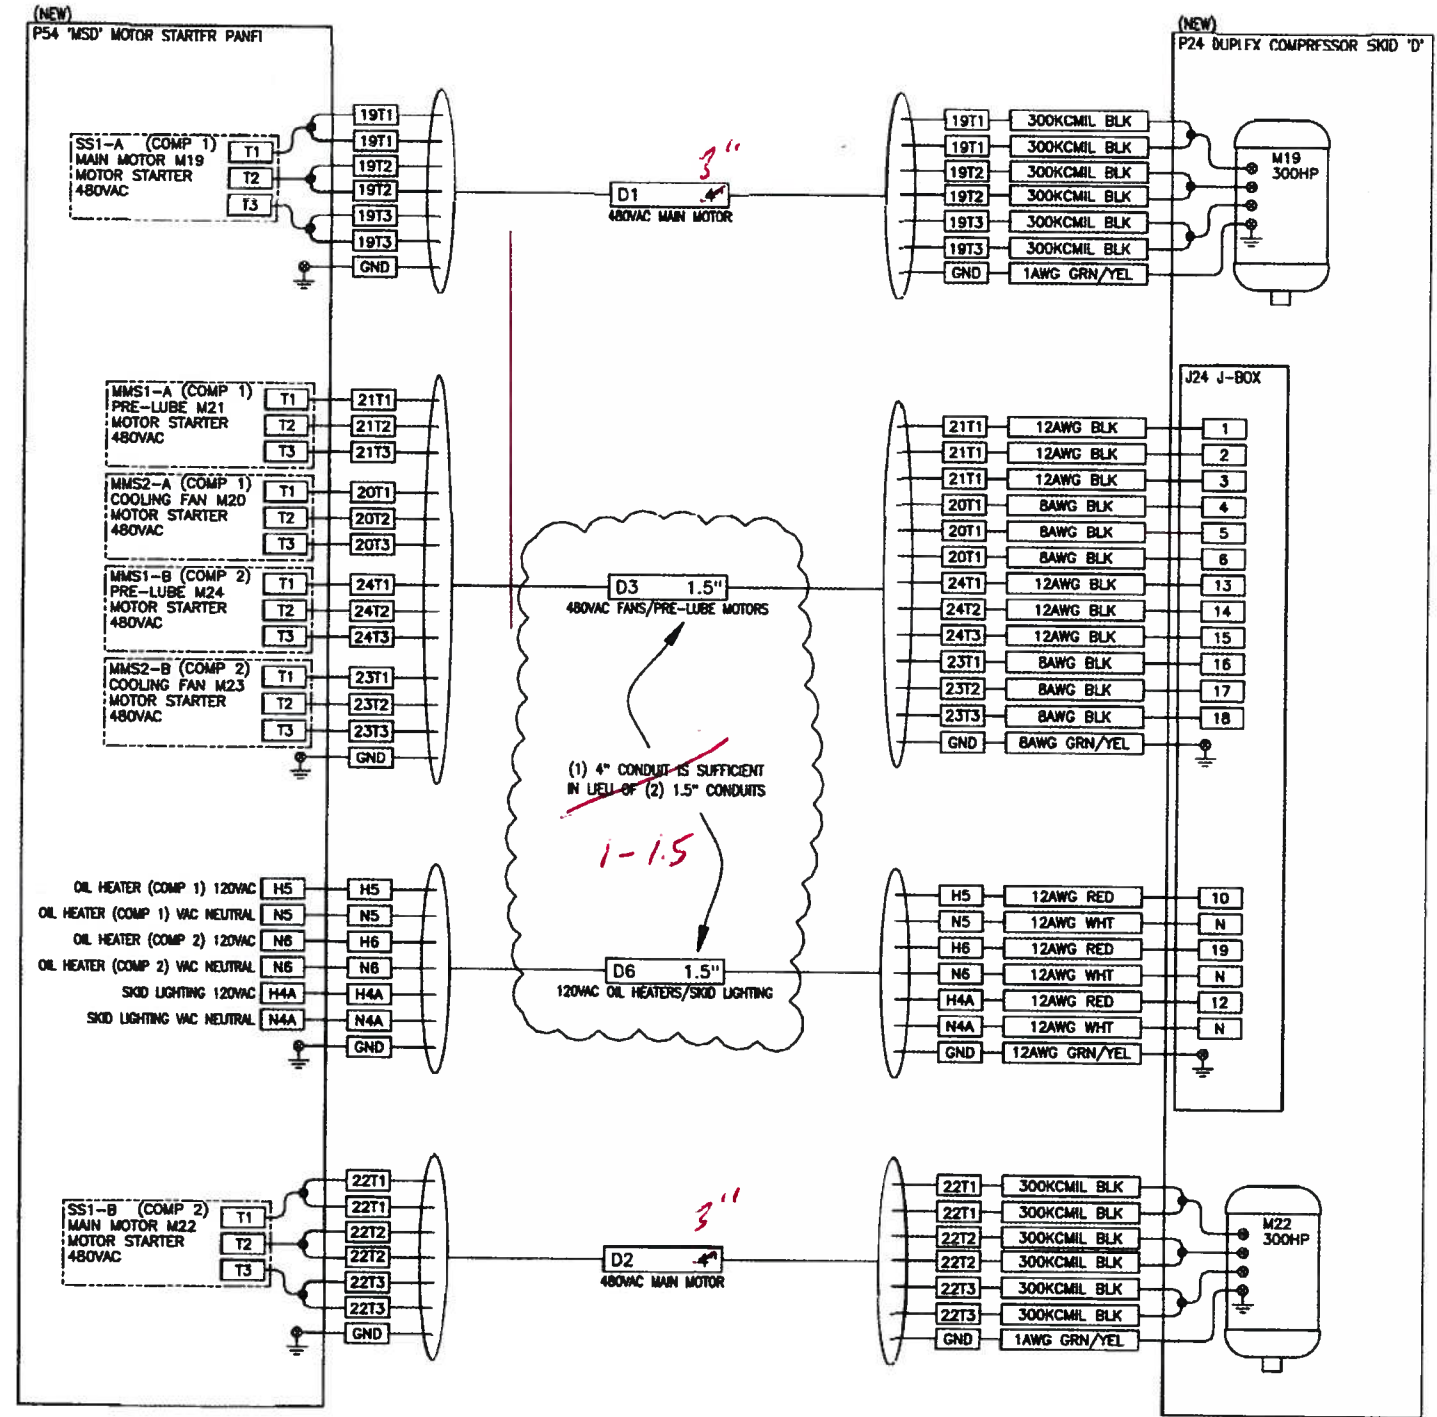 (NEW)
P54 'MSD' MOTOR STARTER PANEL
SS1-A (COMP 1)
MAIN MOTOR M19
MOTOR STARTER
480VAC
T1
T2
T3
19T1
19T1
19T2
19T2
19T3
19T3
GND
3"
D1 4"
480VAC MAIN MOTOR
(NEW)
P24 DUPLEX COMPRESSOR SKID 'D'
19T1 300KCMIL BLK
19T1 300KCMIL BLK
19T2 300KCMIL BLK
19T2 300KCMIL BLK
19T3 300KCMIL BLK
19T3 300KCMIL BLK
GND 1AWG GRN/YEL
M19
300HP
MMS1-A (COMP 1)
PRE-LUBE M21
MOTOR STARTER
480VAC
T1 21T1
T2 21T2
T3 21T3
MMS2-A (COMP 1)
COOLING FAN M20
MOTOR STARTER
480VAC
T1 20T1
T2 20T2
T3 20T3
MMS1-B (COMP 2)
PRE-LUBE M24
MOTOR STARTER
480VAC
T1 24T1
T2 24T2
T3 24T3
MMS2-B (COMP 2)
COOLING FAN M23
MOTOR STARTER
480VAC
T1 23T1
T2 23T2
T3 23T3
GND
D3 1.5"
480VAC FANS/PRE-LUBE MOTORS
(1) 4" CONDUIT IS SUFFICIENT
IN LIEU OF (2) 1.5" CONDUITS
1-1.5
J24 J-BOX
21T1 12AWG BLK 1
21T1 12AWG BLK 2
21T1 12AWG BLK 3
20T1 8AWG BLK 4
20T1 8AWG BLK 5
20T1 8AWG BLK 6
24T1 12AWG BLK 13
24T2 12AWG BLK 14
24T3 12AWG BLK 15
23T1 8AWG BLK 16
23T2 8AWG BLK 17
23T3 8AWG BLK 18
GND 8AWG GRN/YEL
OIL HEATER (COMP 1) 120VAC H5 H5
OIL HEATER (COMP 1) VAC NEUTRAL N5 N5
OIL HEATER (COMP 2) 120VAC N6 H6
OIL HEATER (COMP 2) VAC NEUTRAL N6 N6
SKID LIGHTING 120VAC H4A H4A
SKID LIGHTING VAC NEUTRAL N4A N4A
GND
D6 1.5"
120VAC OIL HEATERS/SKID LIGHTING
H5 12AWG RED 10
N5 12AWG WHT N
H6 12AWG RED 19
N6 12AWG WHT N
H4A 12AWG RED 12
N4A 12AWG WHT N
GND 12AWG GRN/YEL
SS1-B (COMP 2)
MAIN MOTOR M22
MOTOR STARTER
480VAC
T1
T2
T3
22T1
22T1
22T2
22T2
22T3
22T3
GND
3"
D2 4"
480VAC MAIN MOTOR
22T1 300KCMIL BLK
22T1 300KCMIL BLK
22T2 300KCMIL BLK
22T2 300KCMIL BLK
22T3 300KCMIL BLK
22T3 300KCMIL BLK
GND 1AWG GRN/YEL
M22
300HP